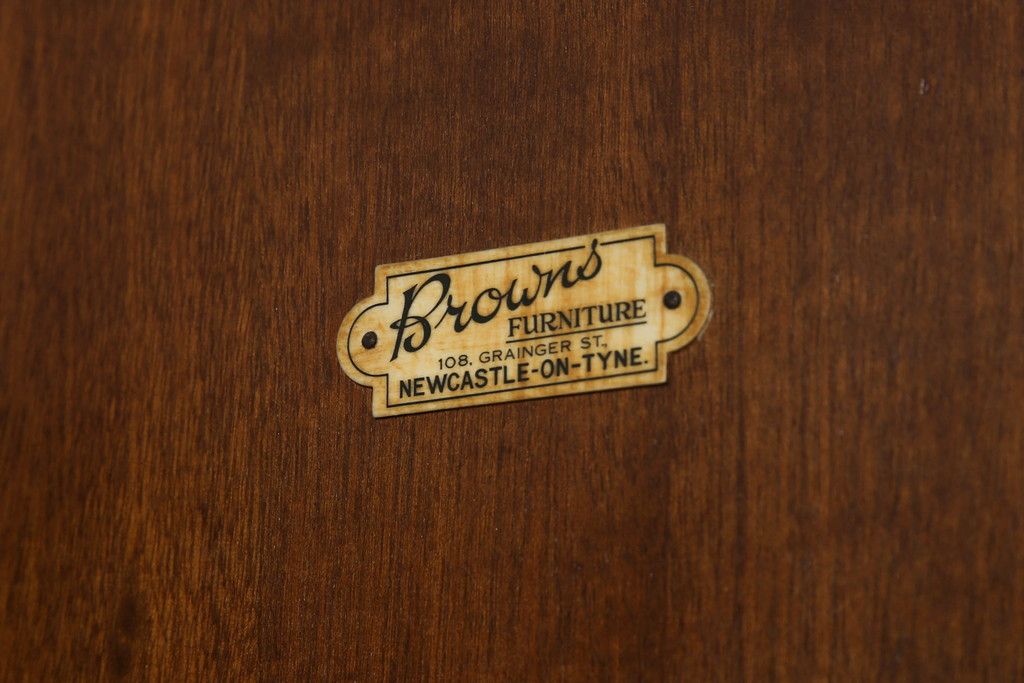 Browns
FURNITURE
108, GRAINGER ST.,
NEWCASTLE-ON-TYNE.